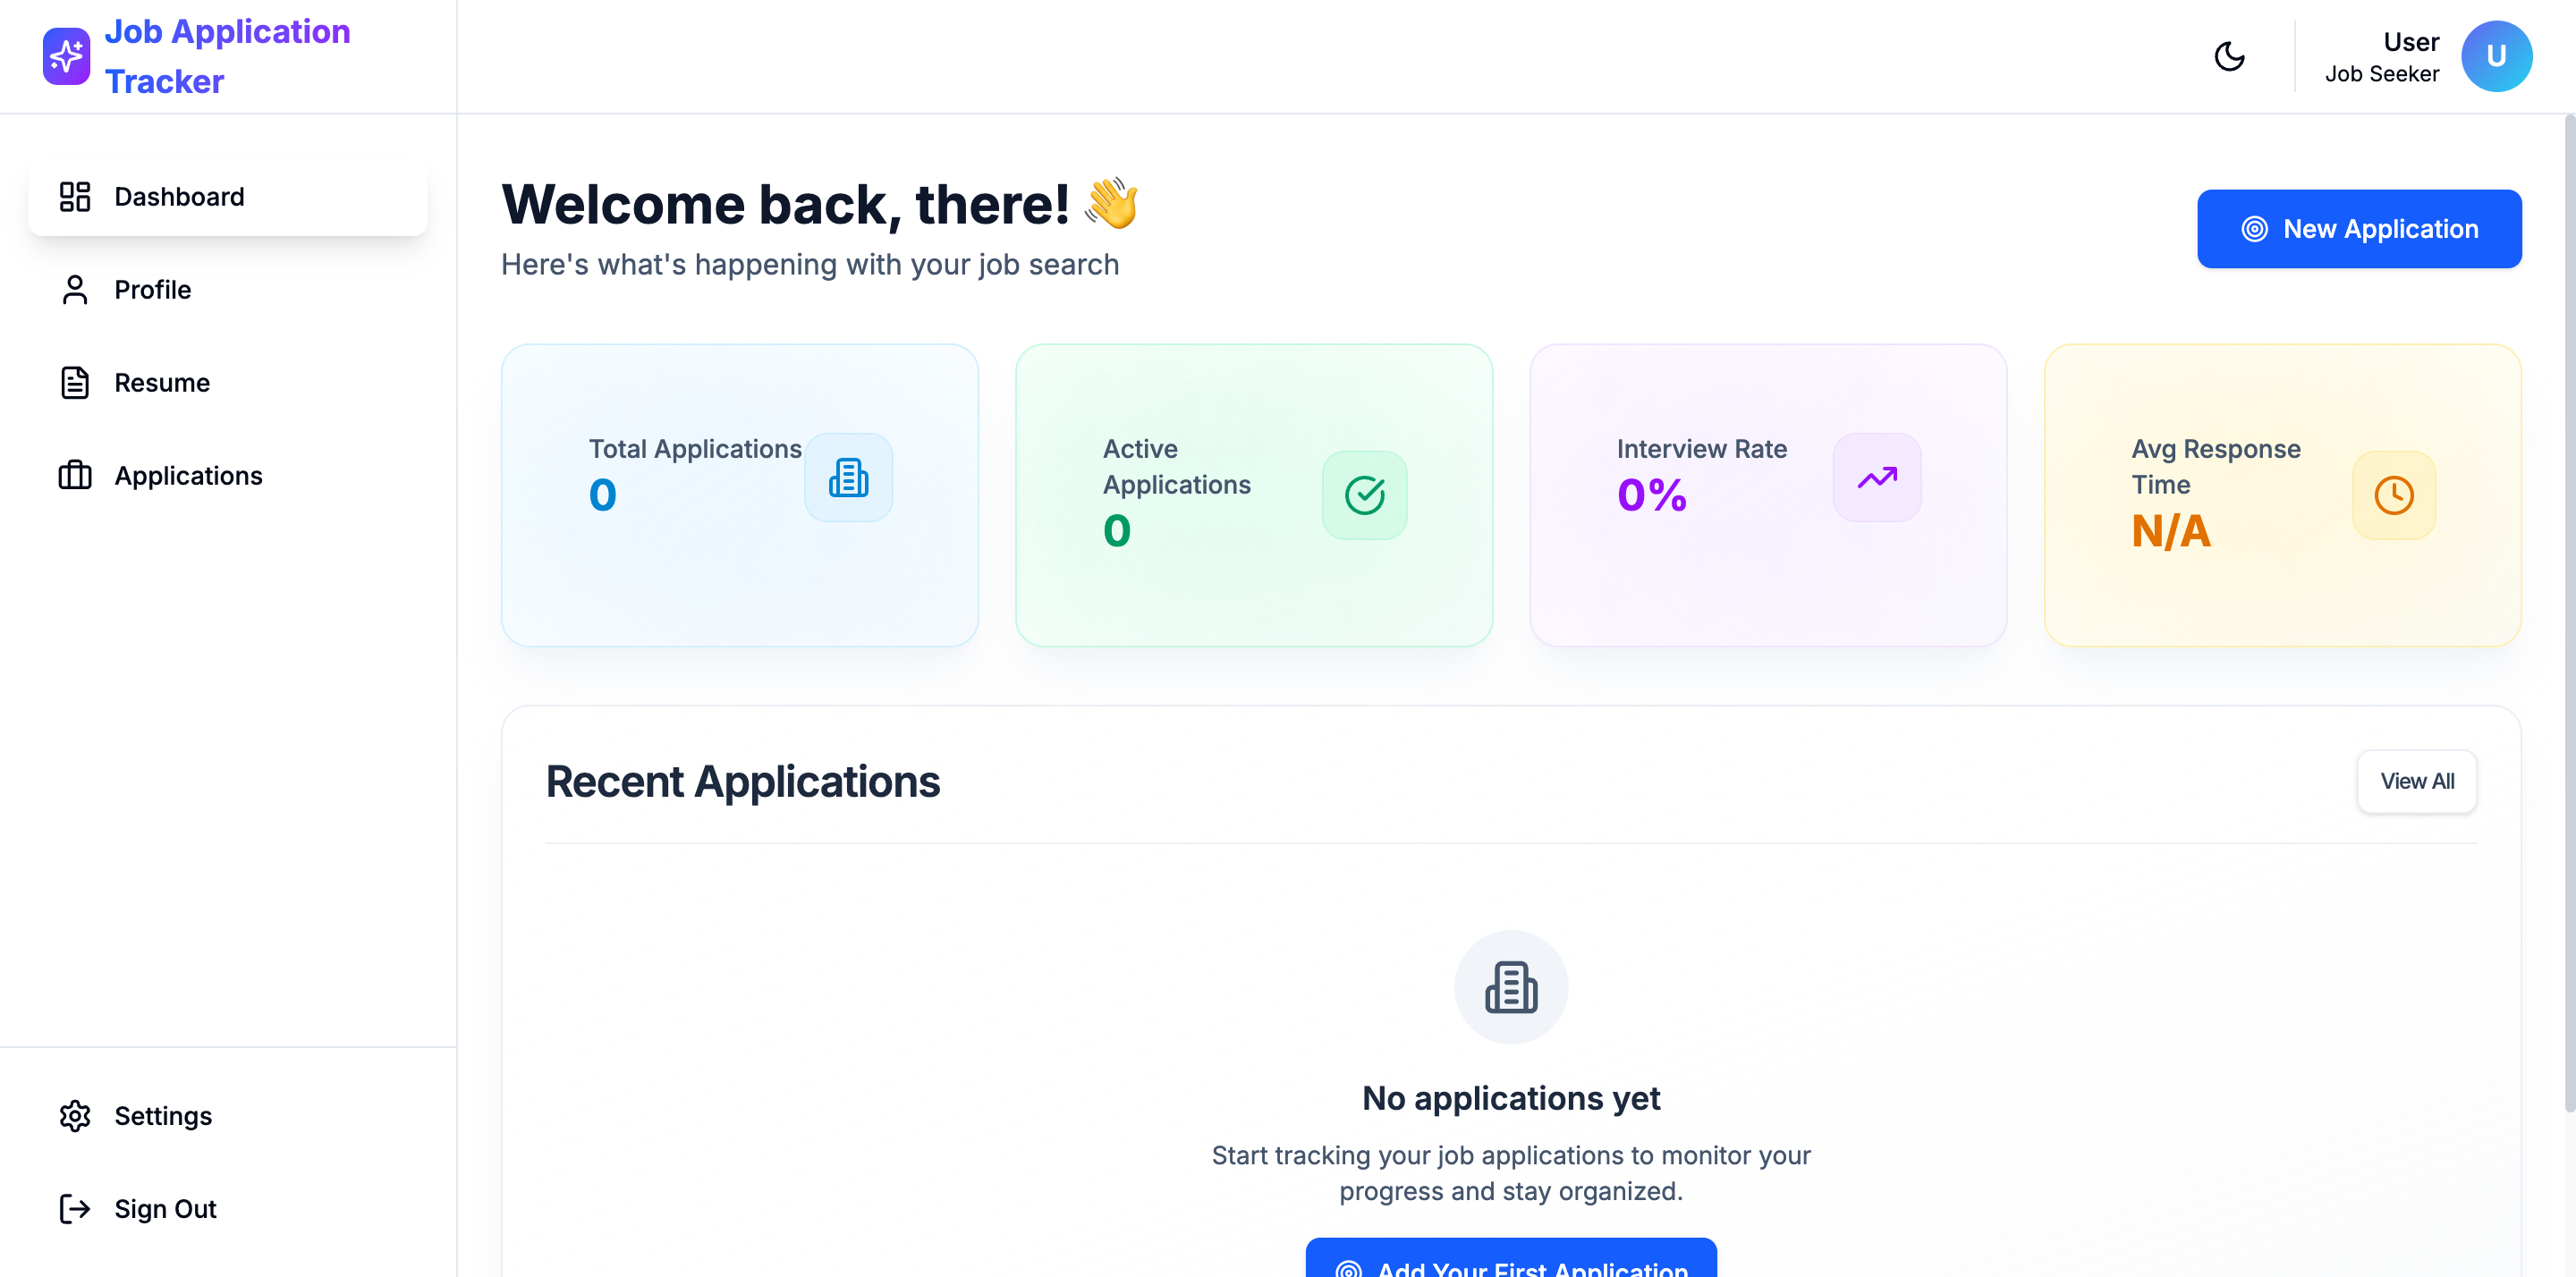 Job Application
Tracker
User
Job Seeker
U
Dashboard
Profile
Resume
Applications
Settings
Sign Out
Welcome back, there! 👋
Here's what's happening with your job search
New Application
Total Applications
0
Active
Applications
0
Interview Rate
0%
Avg Response
Time
N/A
Recent Applications
View All
No applications yet
Start tracking your job applications to monitor your
progress and stay organized.
Add Your First Application